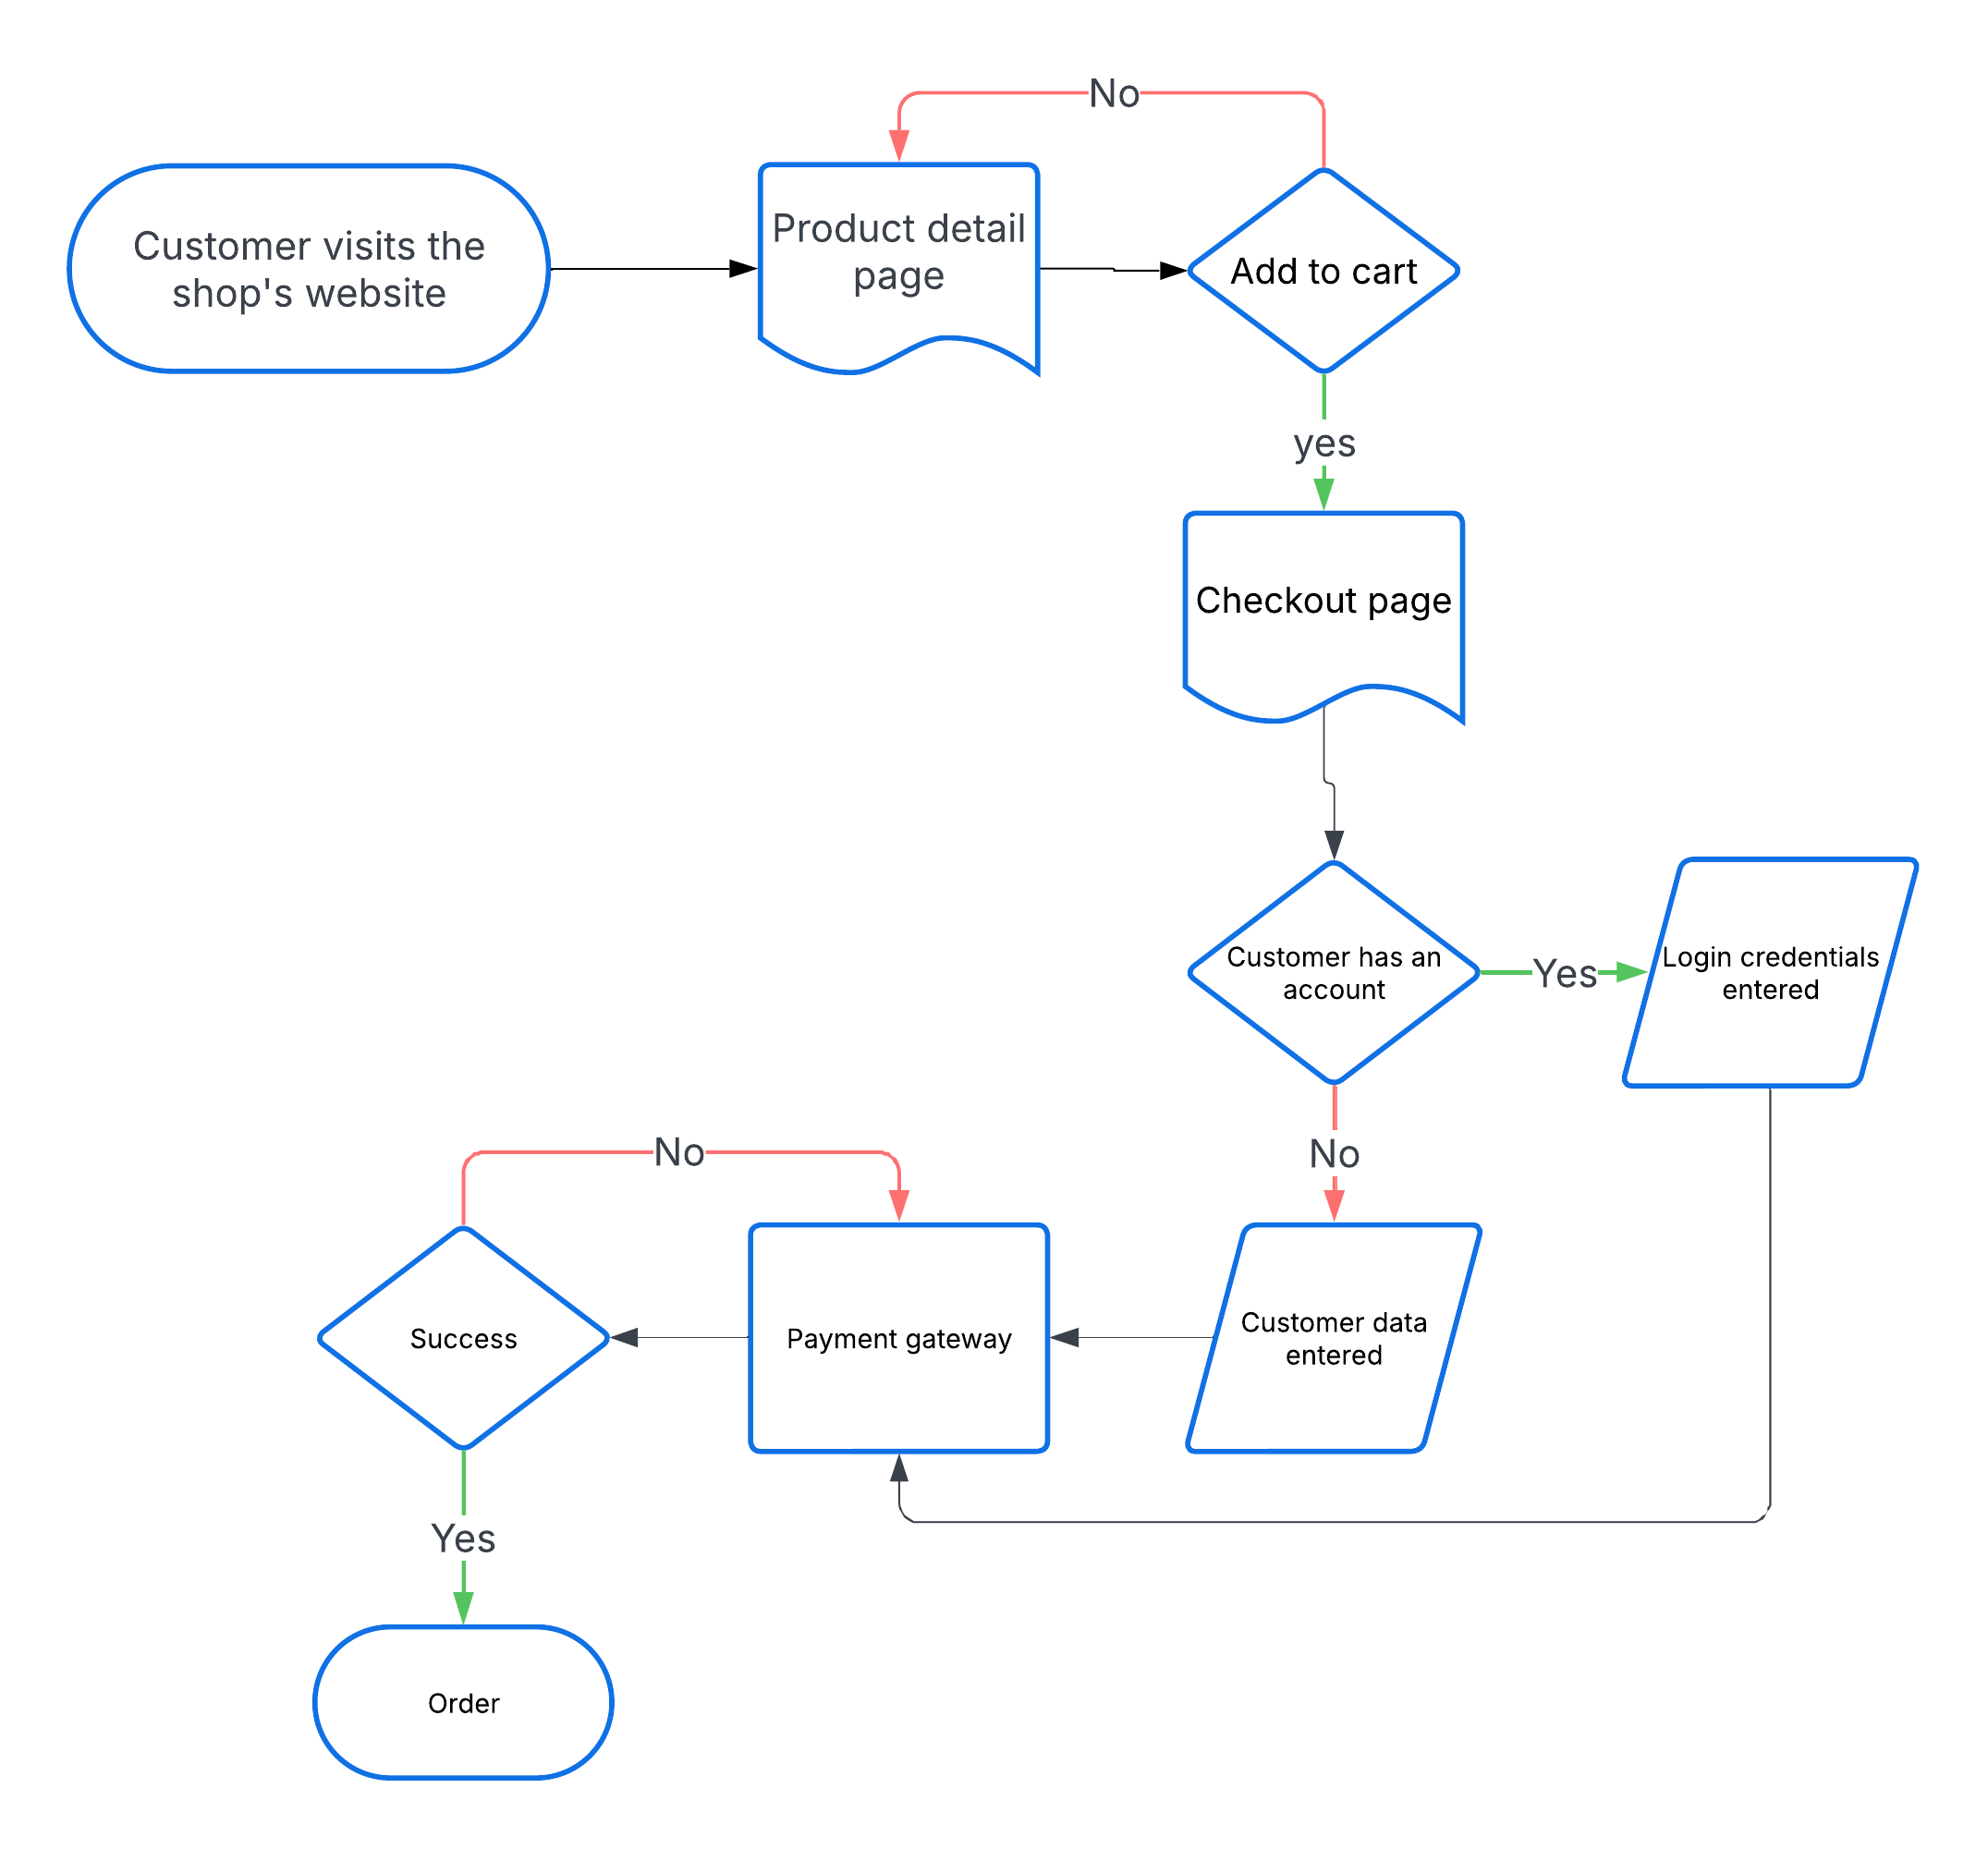 No
Customer visits the
shop's website
Product detail
page
Add to cart
yes
Checkout page
Customer has an
account
Yes
Login credentials
entered
No
No
Success
Payment gateway
Customer data
entered
Yes
Order